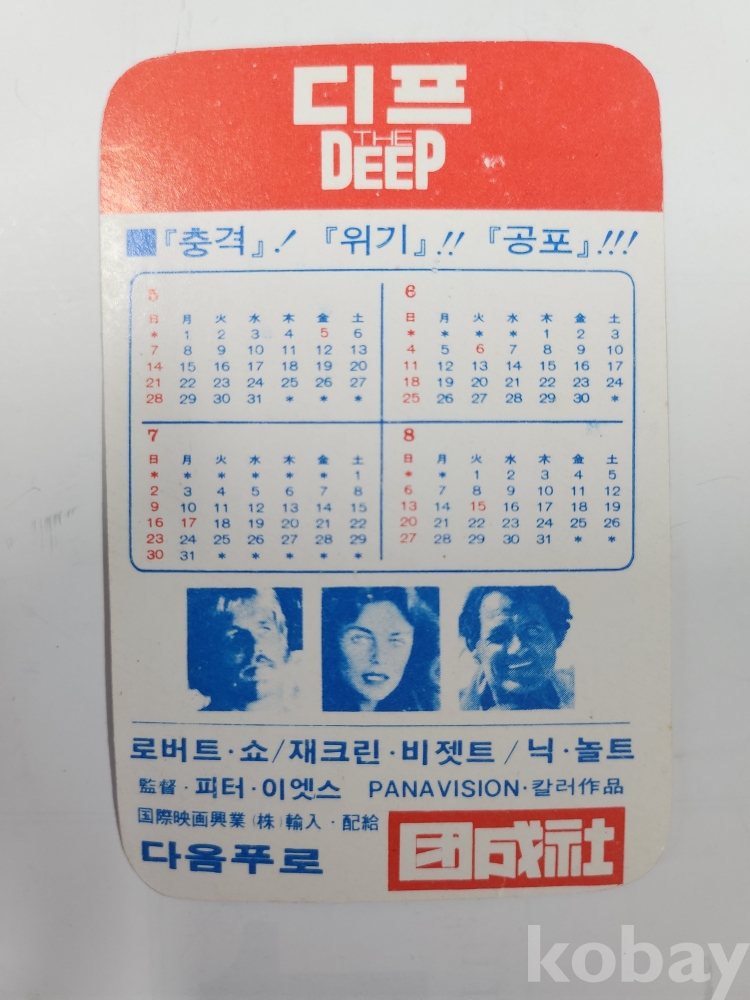 디프
THE
DEEP
■『충격』! 『위기』!! 『공포』!!!
5
日 月 火 水 木 金 土
* 1 2 3 4 5 6
7 8 9 10 11 12 13
14 15 16 17 18 19 20
21 22 23 24 25 26 27
28 29 30 31 * * *
6
日 月 火 水 木 金 土
* * * * 1 2 3
4 5 6 7 8 9 10
11 12 13 14 15 16 17
18 19 20 21 22 23 24
25 26 27 28 29 30 *
7
日 月 火 水 木 金 土
* * * * * * 1
2 3 4 5 6 7 8
9 10 11 12 13 14 15
16 17 18 19 20 21 22
23 24 25 26 27 28 29
30 31 * * * * *
8
日 月 火 水 木 金 土
* * 1 2 3 4 5
6 7 8 9 10 11 12
13 14 15 16 17 18 19
20 21 22 23 24 25 26
27 28 29 30 31 * *
로버트·쇼/재크린·비젯트/닉·놀트
監督·피터·이엣스 PANAVISION·칼러作品
国際映画興業(株)輸入·配給
다음푸로
団成社
kobay